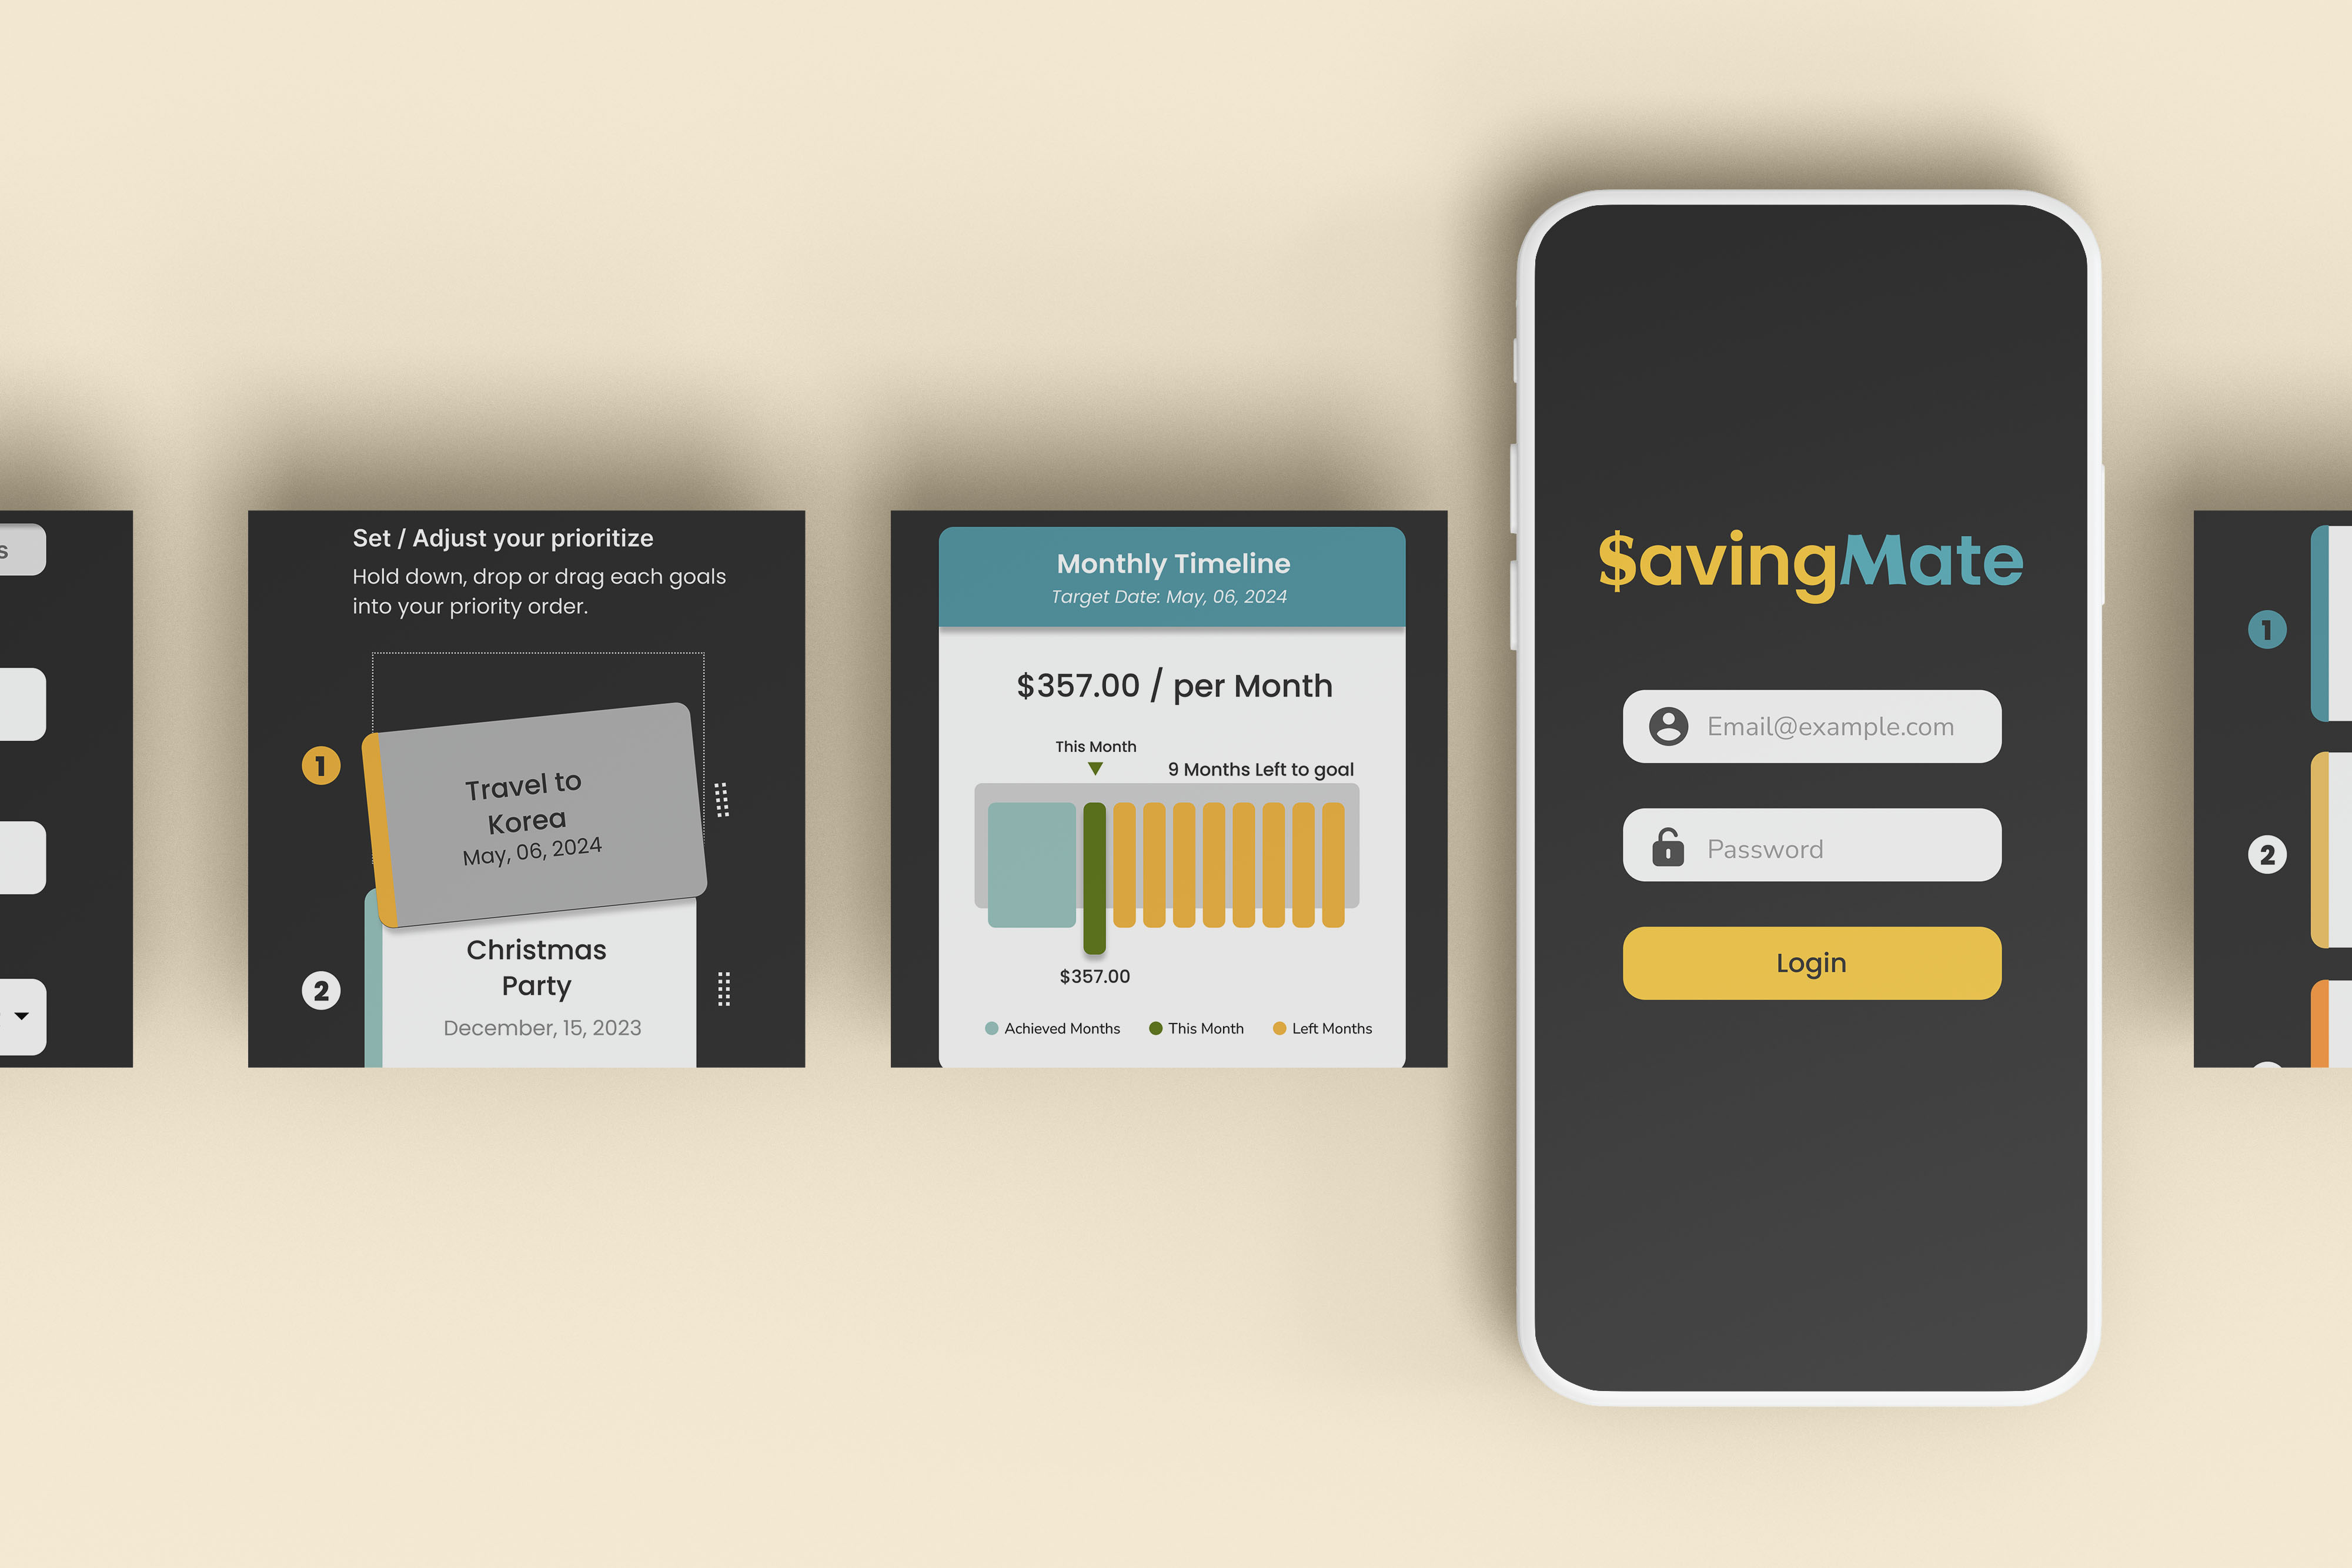 s
Set / Adjust your prioritize
Hold down, drop or drag each goals
into your priority order.
1
Travel to
Korea
May, 06, 2024
2
Christmas
Party
December, 15, 2023
Monthly Timeline
Target Date: May, 06, 2024
$357.00 / per Month
This Month
9 Months Left to goal
$357.00
Achieved Months
This Month
Left Months
$avingMate
Email@example.com
Password
Login
1
2